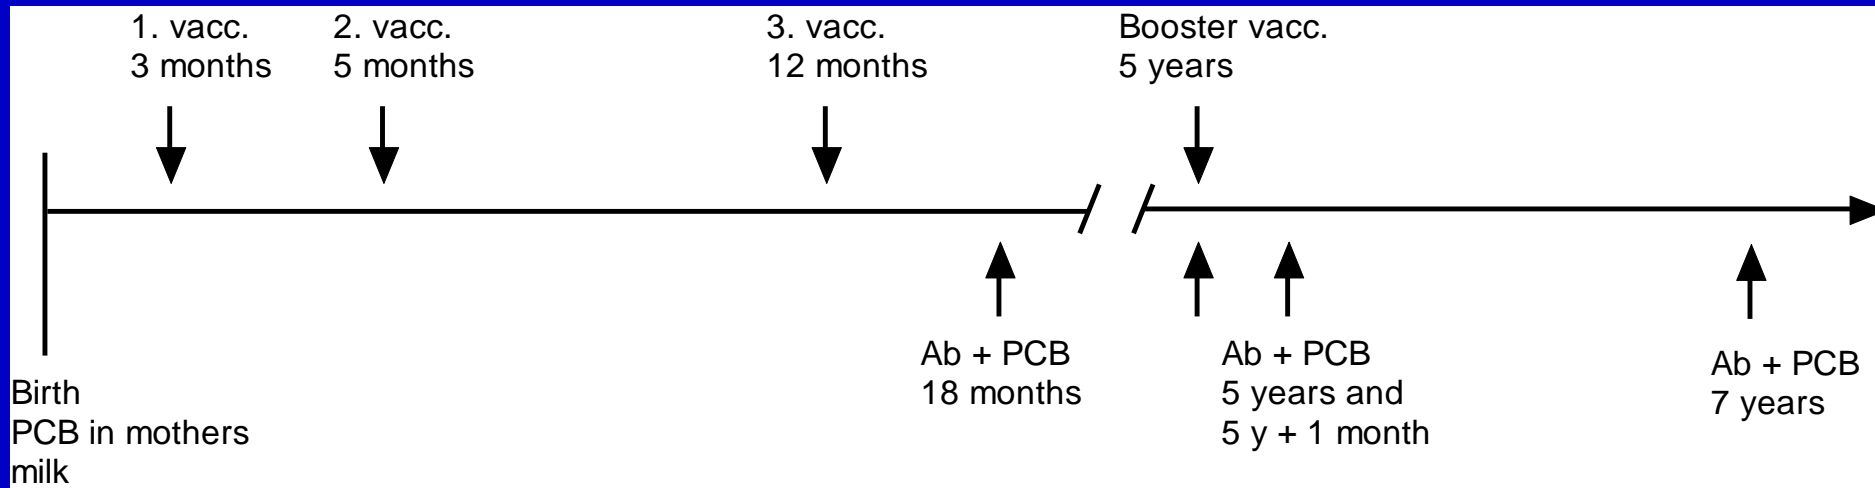 1. vacc.
3 months
2. vacc.
5 months
3. vacc.
12 months
Booster vacc.
5 years
Birth
PCB in mothers
milk
Ab + PCB
18 months
Ab + PCB
5 years and
5 y + 1 month
Ab + PCB
7 years